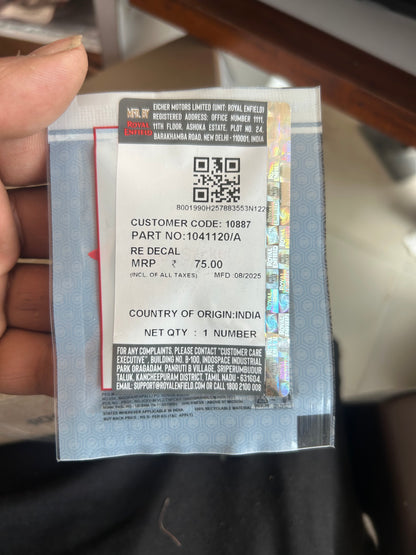 EICHER MOTORS LIMITED (UNIT: ROYAL ENFIELD)
REGISTERED ADDRESS: OFFICE NUMBER 1111,
11TH FLOOR, ASHOKA ESTATE, PLOT NO. 24,
BARAKHAMBA ROAD, NEW DELHI - 110001, INDIA
ROYAL
ENFIELD
8001990H257883553N122
CUSTOMER CODE: 10887
PART NO:1041120/A
RE DECAL
MRP ₹ 75.00
(INCL. OF ALL TAXES) MFD :08/2025
COUNTRY OF ORIGIN:INDIA
NET QTY : 1 NUMBER
FOR ANY COMPLAINTS, PLEASE CONTACT "CUSTOMER CARE
EXECUTIVE", BUILDING NO. B-100, INDOSPACE INDUSTRIAL
PARK ORAGADAM, PANRUTI B VILLAGE, SRIPERUMBUDUR
TALUK, KANCHEEPURAM DISTRICT, TAMIL NADU - 631604,
EMAIL: SUPPORT@ROYALENFIELD.COM OR CALL 1800 2100 008
100% RECYCLABLE MATERIAL